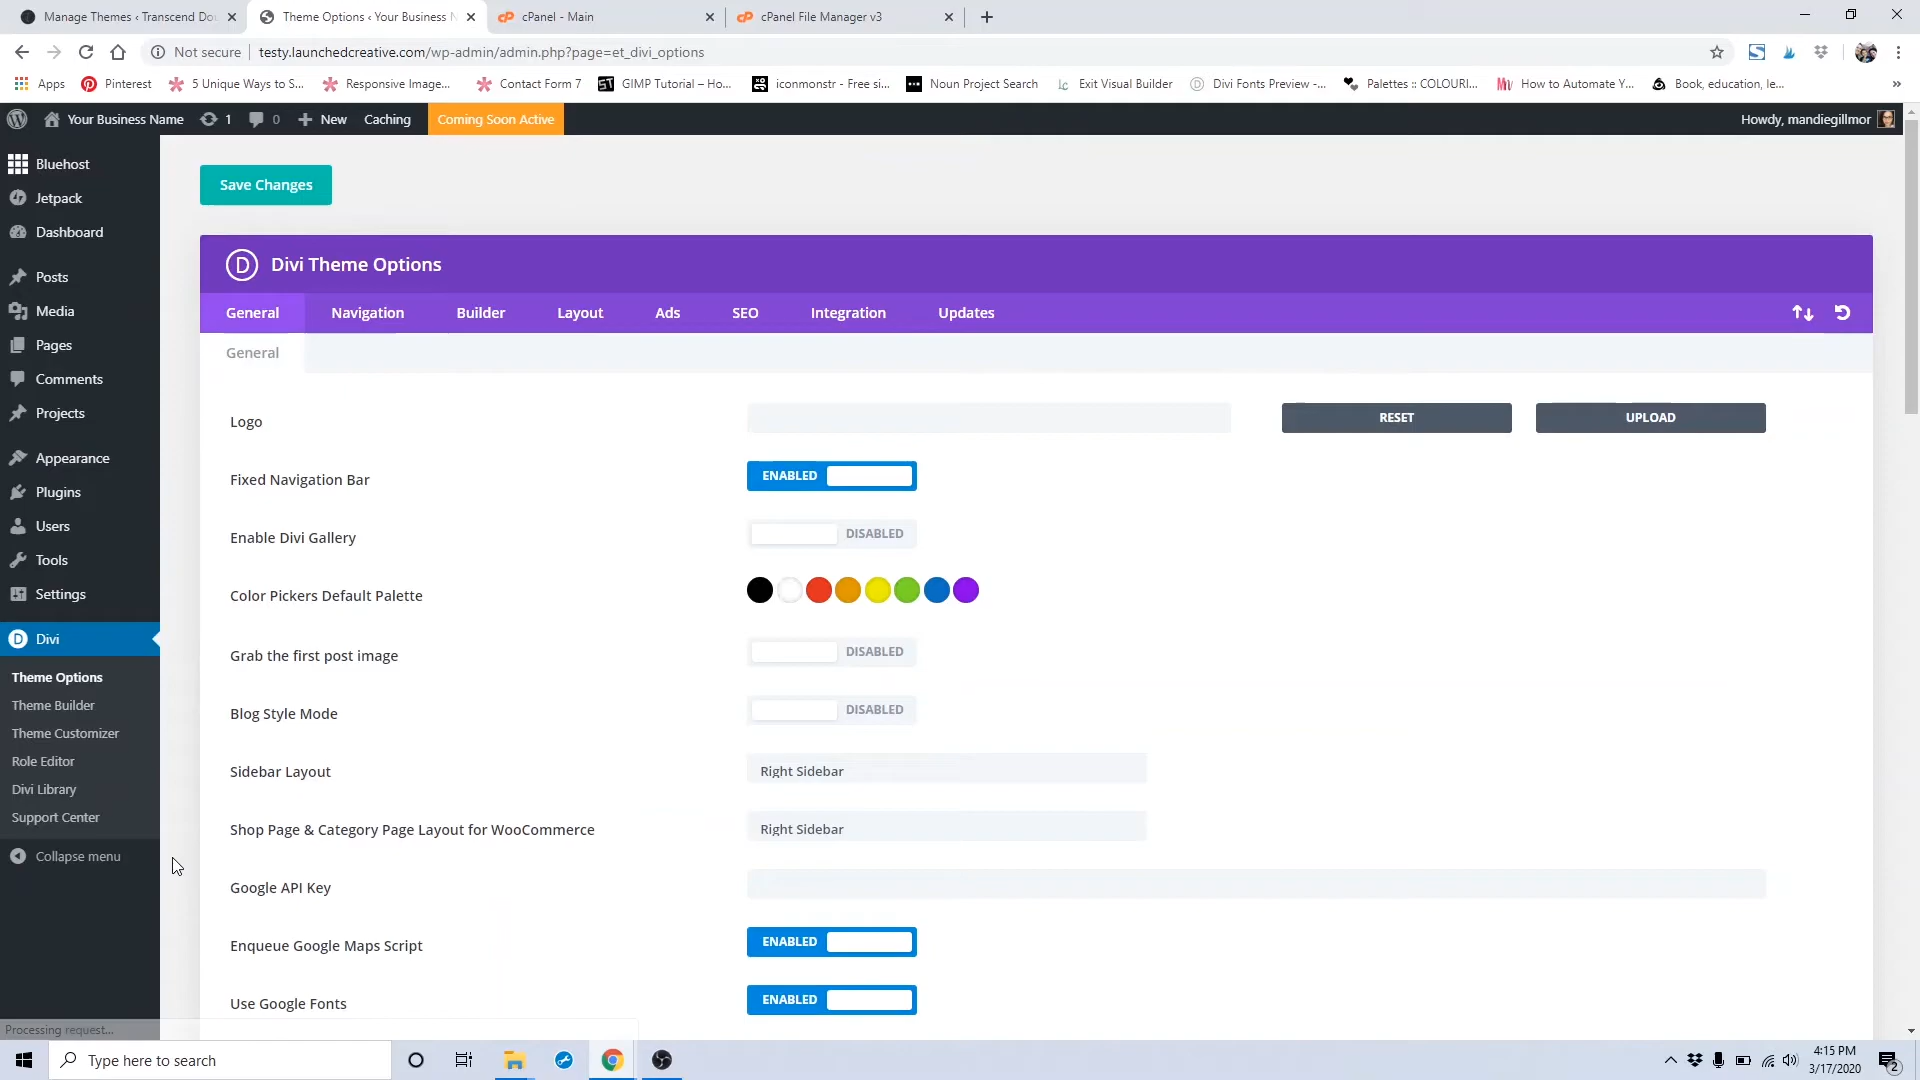 Manage Themes ‹ Transcend Do
Theme Options ‹ Your Business N
cPanel - Main
cPanel File Manager v3
Not secure
testy.launchedcreative.com/wp-admin/admin.php?page=et_divi_options
Apps
Pinterest
5 Unique Ways to S...
Responsive Image...
Contact Form 7
GIMP Tutorial – Ho...
iconmonstr - Free si...
Noun Project Search
Exit Visual Builder
Divi Fonts Preview -...
Palettes :: COLOURl...
How to Automate Y...
Book, education, le...
»
Your Business Name
1
0
New
Caching
Coming Soon Active
Howdy, mandiegillmor
Bluehost
Jetpack
Dashboard
Posts
Media
Pages
Comments
Projects
Appearance
Plugins
Users
Tools
Settings
Divi
Theme Options
Theme Builder
Theme Customizer
Role Editor
Divi Library
Support Center
Collapse menu
Processing request...
Save Changes
D Divi Theme Options
General
Navigation
Builder
Layout
Ads
SEO
Integration
Updates
General
Logo
RESET
UPLOAD
Fixed Navigation Bar
ENABLED
Enable Divi Gallery
DISABLED
Color Pickers Default Palette
Grab the first post image
DISABLED
Blog Style Mode
DISABLED
Sidebar Layout
Right Sidebar
Shop Page & Category Page Layout for WooCommerce
Right Sidebar
Google API Key
Enqueue Google Maps Script
ENABLED
Use Google Fonts
ENABLED
Type here to search
4:15 PM
3/17/2020
2